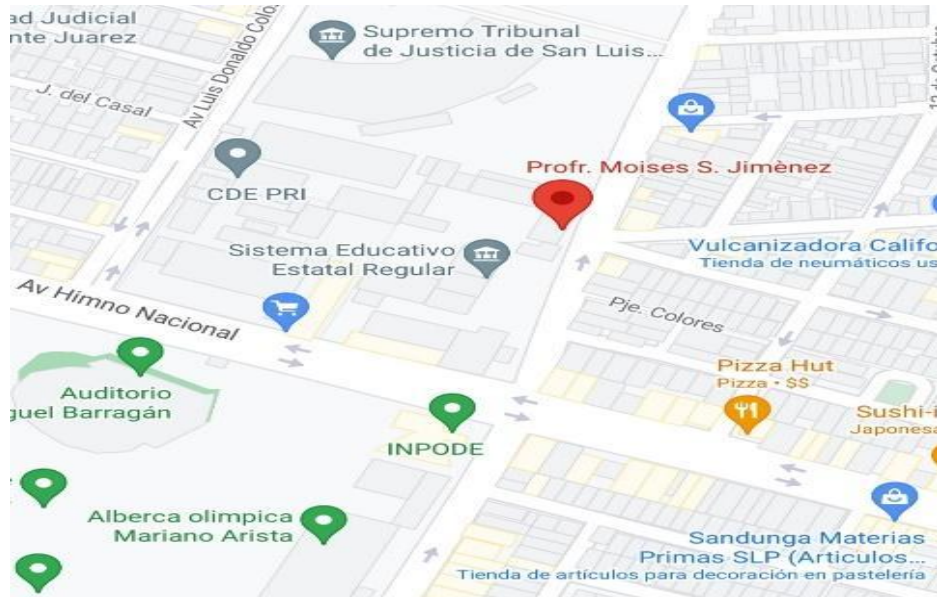 ad Judicial
nte Juarez
Supremo Tribunal
de Justicia de San Luis...
J. del Casal
Av Luis Donaldo Colo
12 de Octubre
CDE PRI
Profr. Moises S. Jimènez
Sistema Educativo
Estatal Regular
Vulcanizadora Califo
Tienda de neumáticos us
Av Himno Nacional
Pje. Colores
Auditorio
guel Barragán
Pizza Hut
Pizza • $$
Sushi-i
Japonesa
INPODE
Alberca olimpica
Mariano Arista
Sandunga Materias
Primas SLP (Articulos...
Tienda de artículos para decoración en pastelería